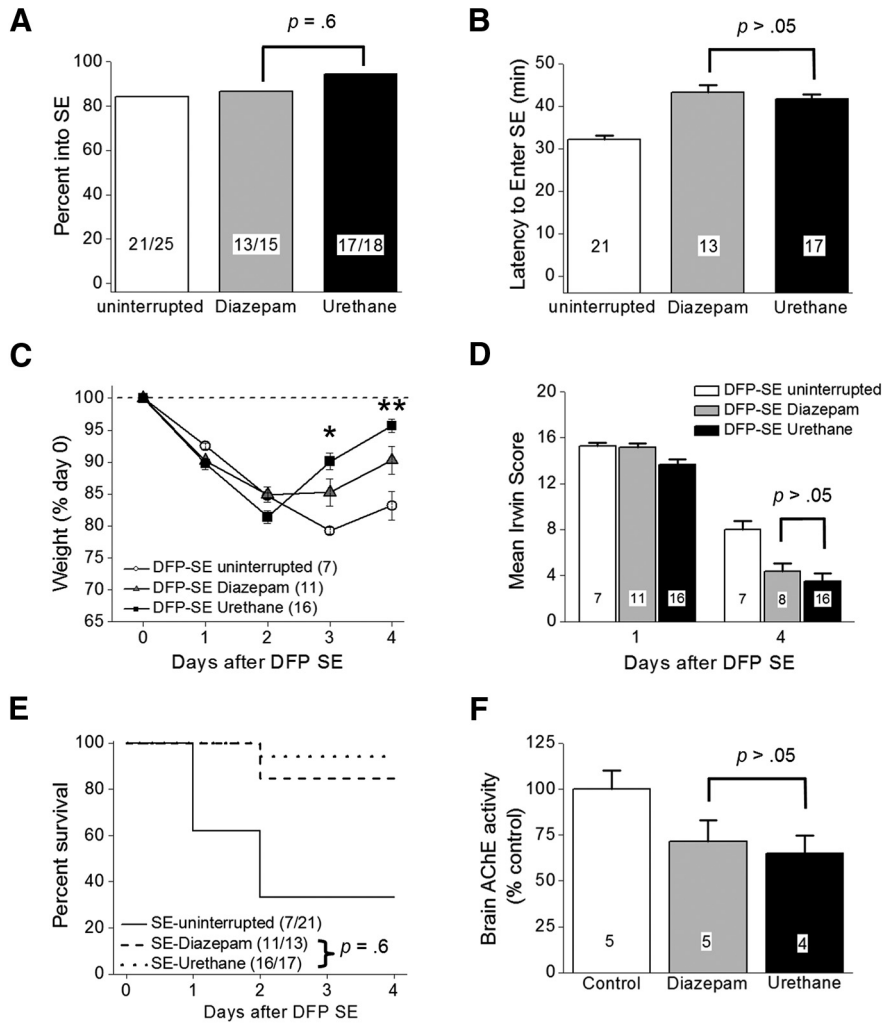 A
p = .6
Percent into SE
100
80
60
40
20
0
21/25
13/15
17/18
uninterrupted Diazepam Urethane
B
p > .05
Latency to Enter SE (min)
50
40
30
20
10
0
21
13
17
uninterrupted Diazepam Urethane
C
Weight (% day 0)
100
95
90
85
80
75
70
65
*
**
DFP-SE uninterrupted (7)
DFP-SE Diazepam (11)
DFP-SE Urethane (16)
0 1 2 3 4
Days after DFP SE
D
Mean Irwin Score
20
16
12
8
4
0
DFP-SE uninterrupted
DFP-SE Diazepam
DFP-SE Urethane
p > .05
7 11 16 7 8 16
1 4
Days after DFP SE
E
Percent survival
100
80
60
40
20
0
SE-uninterrupted (7/21)
SE-Diazepam (11/13)
SE-Urethane (16/17)
} p = .6
0 1 2 3 4
Days after DFP SE
F
Brain AChE activity
(% control)
125
100
75
50
25
0
p > .05
5 5 4
Control Diazepam Urethane